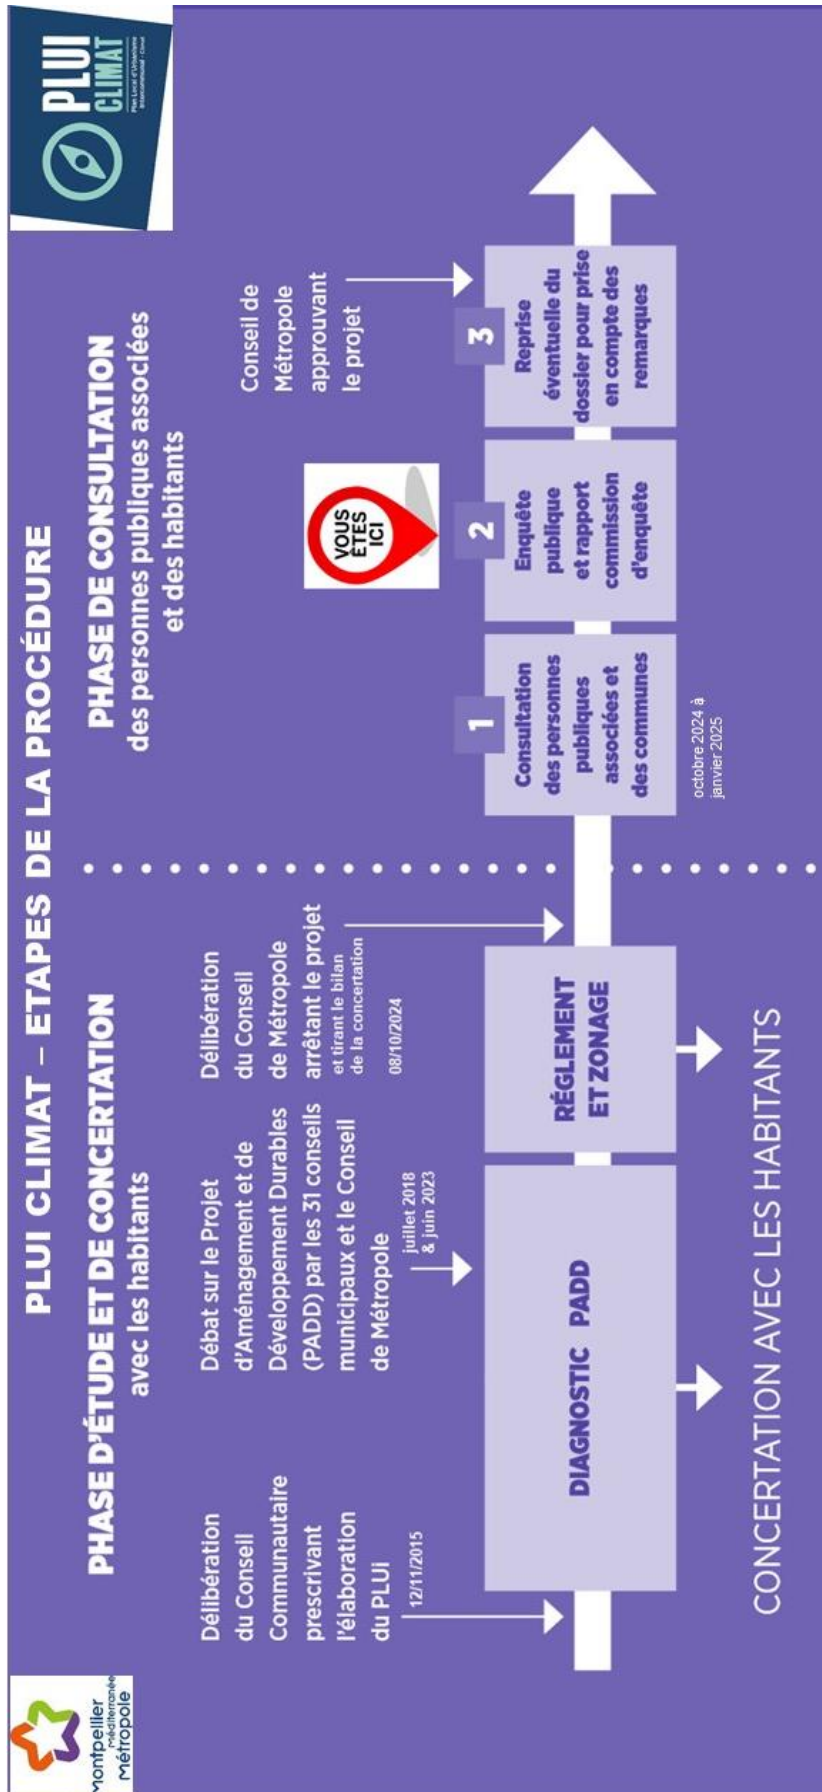 PLUI CLIMAT – ETAPES DE LA PROCÉDURE
Montpellier
Méditerranée
Métropole
PLUI
CLIMAT
Plan Local d'Urbanisme
Intercommunal - Climat
PHASE D'ÉTUDE ET DE CONCERTATION
avec les habitants
Délibération
du Conseil
Communautaire
prescrivant
l'élaboration
du PLUi
12/11/2015
Débat sur le Projet
d'Aménagement et de
Développement Durables
(PADD) par les 31 conseils
municipaux et le Conseil
de Métropole
juillet 2018
& juin 2023
Délibération
du Conseil
de Métropole
arrêtant le projet
et tirant le bilan
de la concertation
08/10/2024
DIAGNOSTIC PADD
RÉGLEMENT
ET ZONAGE
CONCERTATION AVEC LES HABITANTS
PHASE DE CONSULTATION
des personnes publiques associées
et des habitants
VOUS
ÊTES
ICI
Conseil de
Métropole
approuvant
le projet
1
Consultation
des personnes
publiques
associées et
des communes
octobre 2024 à
janvier 2025
2
Enquête
publique
et rapport
commission
d'enquête
3
Reprise
éventuelle du
dossier pour prise
en compte des
remarques